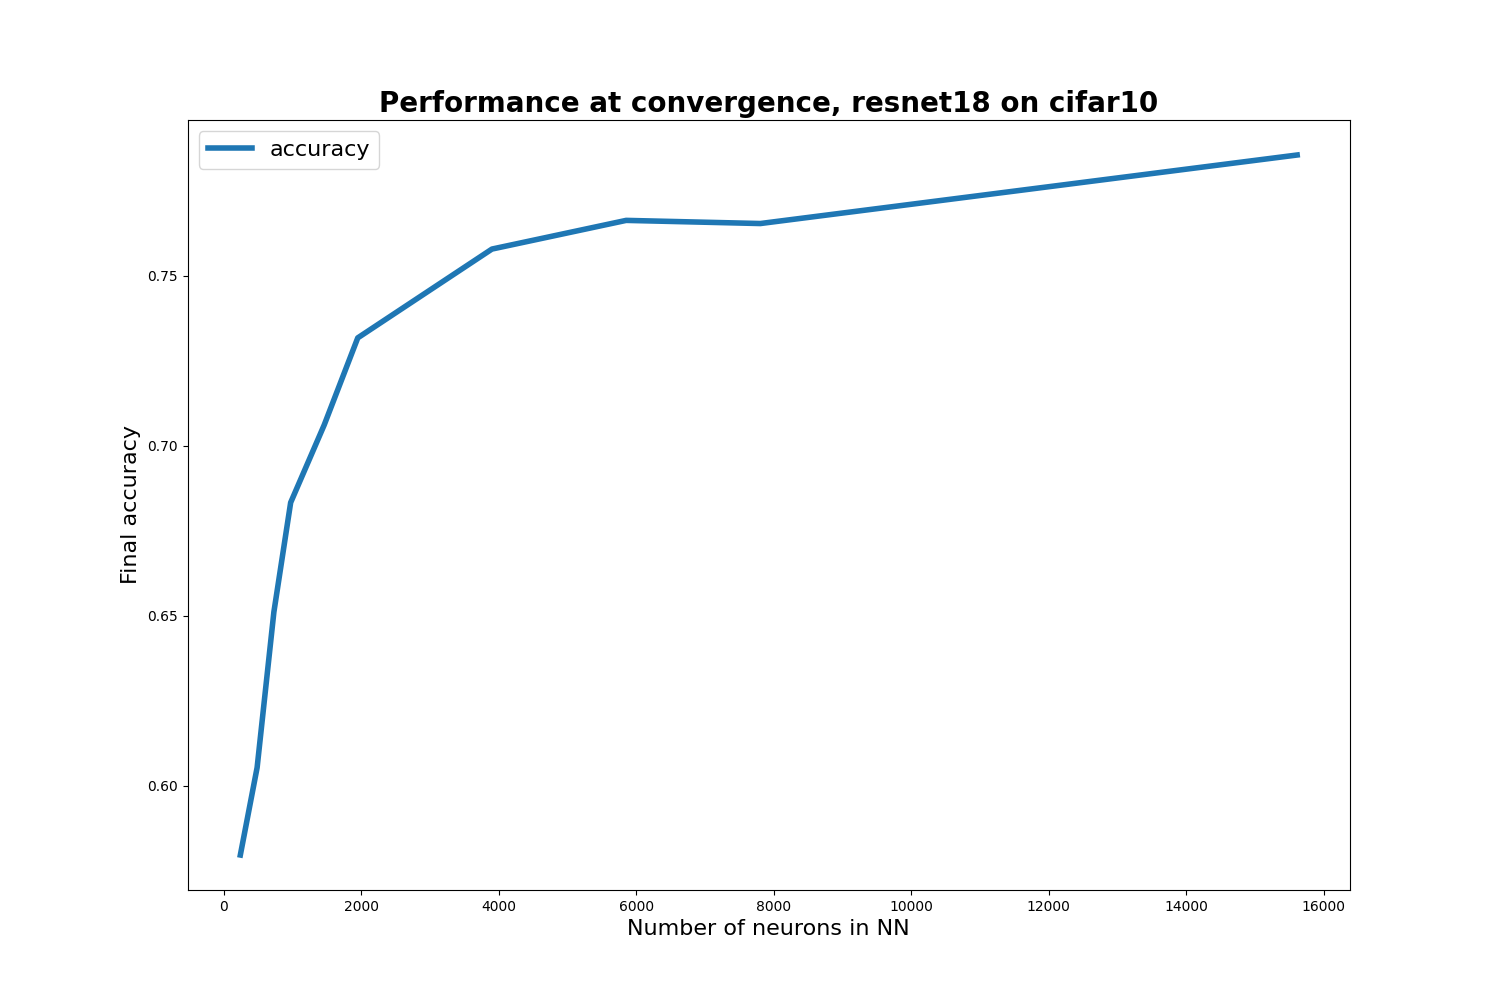 Performance at convergence, resnet18 on cifar10
accuracy
Final accuracy
0.75
0.70
0.65
0.60
0 2000 4000 6000 8000 10000 12000 14000 16000
Number of neurons in NN